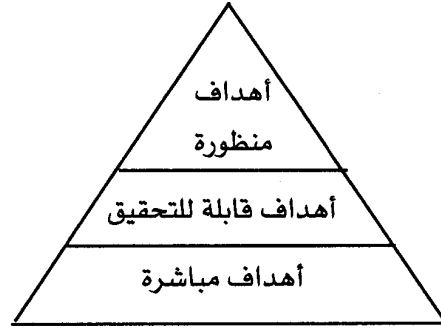 أهداف
منظورة
أهداف قابلة للتحقيق
أهداف مباشرة